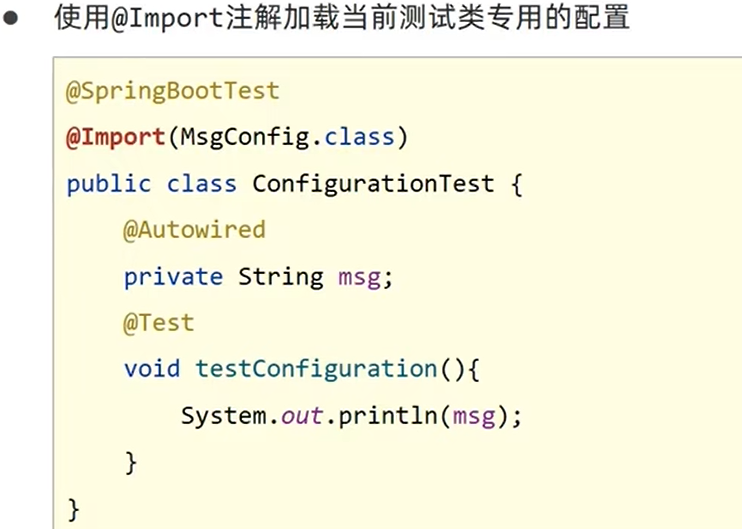 ● 使用@Import注解加载当前测试类专用的配置
@SpringBootTest
@Import(MsgConfig.class)
public class ConfigurationTest {
    @Autowired
    private String msg;
    @Test
    void testConfiguration(){
        System.out.println(msg);
    }
}